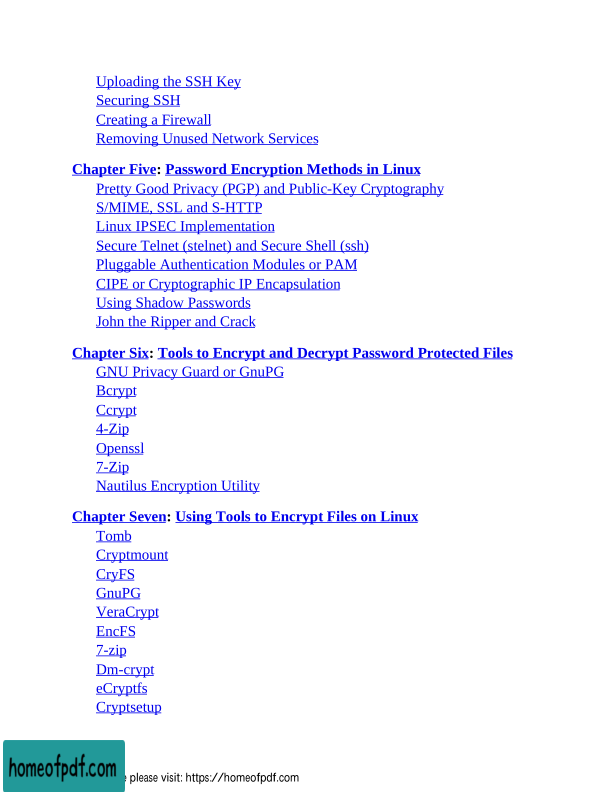 Uploading the SSH Key
Securing SSH
Creating a Firewall
Removing Unused Network Services
Chapter Five: Password Encryption Methods in Linux
Pretty Good Privacy (PGP) and Public-Key Cryptography
S/MIME, SSL and S-HTTP
Linux IPSEC Implementation
Secure Telnet (stelnet) and Secure Shell (ssh)
Pluggable Authentication Modules or PAM
CIPE or Cryptographic IP Encapsulation
Using Shadow Passwords
John the Ripper and Crack
Chapter Six: Tools to Encrypt and Decrypt Password Protected Files
GNU Privacy Guard or GnuPG
Bcrypt
Ccrypt
4-Zip
Openssl
7-Zip
Nautilus Encryption Utility
Chapter Seven: Using Tools to Encrypt Files on Linux
Tomb
Cryptmount
CryFS
GnuPG
VeraCrypt
EncFS
7-zip
Dm-crypt
eCryptfs
Cryptsetup
homeofpdf.com
please visit: https://homeofpdf.com